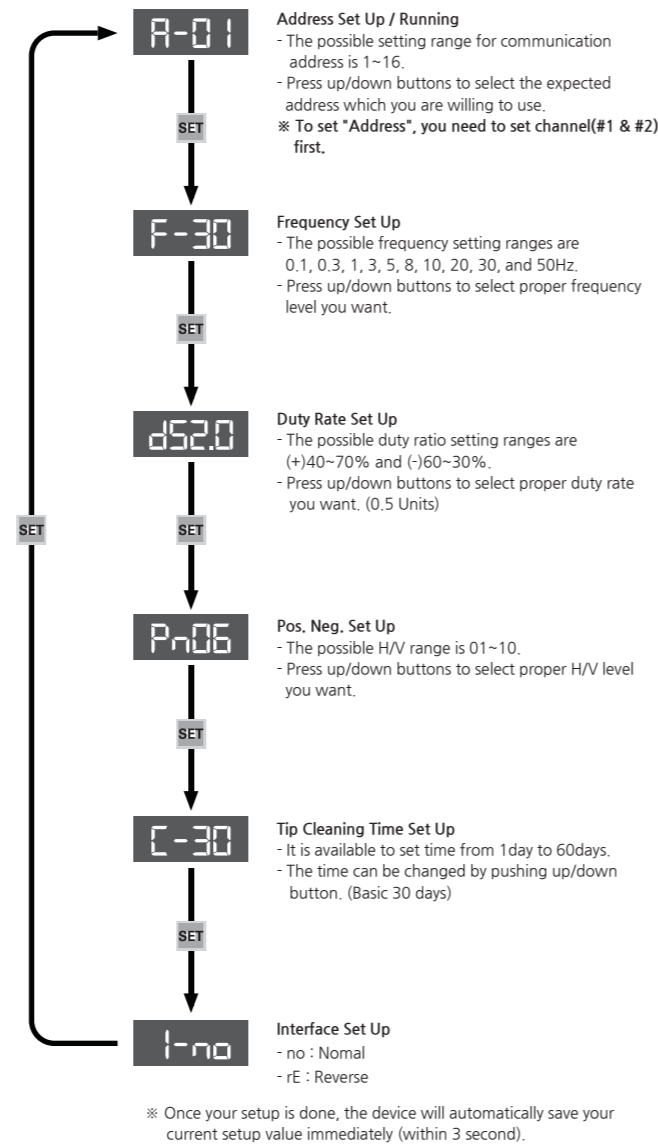 A-01
Address Set Up / Running
- The possible setting range for communication
address is 1~16.
- Press up/down buttons to select the expected
address which you are willing to use.
※ To set "Address", you need to set channel(#1 & #2)
first.
SET
F-30
Frequency Set Up
- The possible frequency setting ranges are
0.1, 0.3, 1, 3, 5, 8, 10, 20, 30, and 50Hz.
- Press up/down buttons to select proper frequency
level you want.
SET
d52.0
Duty Rate Set Up
- The possible duty ratio setting ranges are
(+)40~70% and (-)60~30%.
- Press up/down buttons to select proper duty rate
you want. (0.5 Units)
SET
SET
Pn06
Pos. Neg. Set Up
- The possible H/V range is 01~10.
- Press up/down buttons to select proper H/V level
you want.
SET
C-30
Tip Cleaning Time Set Up
- It is available to set time from 1day to 60days.
- The time can be changed by pushing up/down
button. (Basic 30 days)
SET
I-no
Interface Set Up
- no : Nomal
- rE : Reverse
※ Once your setup is done, the device will automatically save your
current setup value immediately (within 3 second).